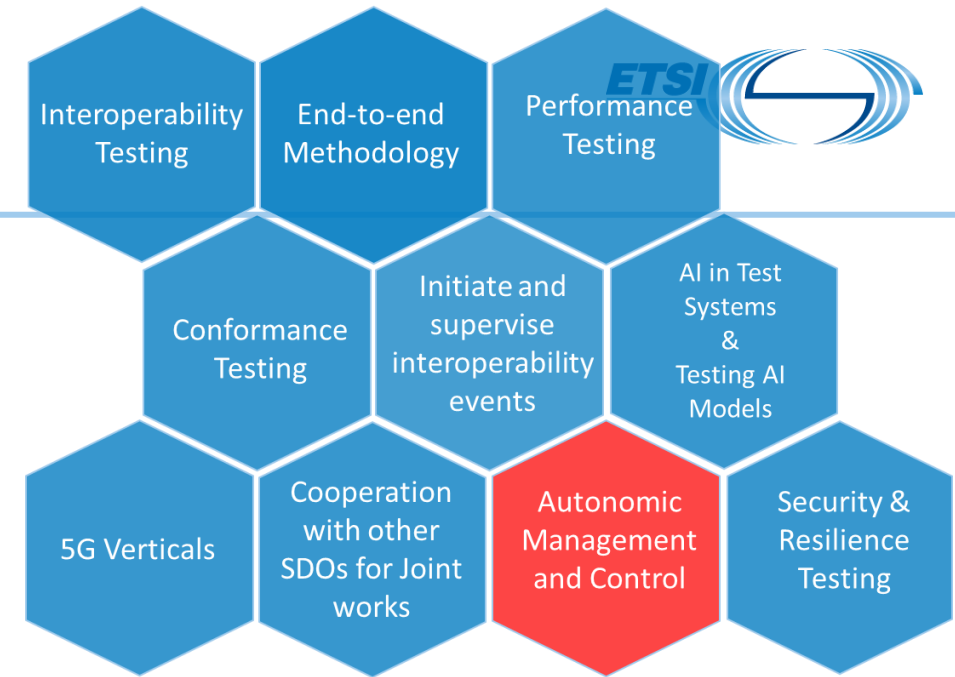 ETSI
Interoperability
Testing
End-to-end
Methodology
Performance
Testing
Conformance
Testing
Initiate and
supervise
interoperability
events
AI in Test
Systems
&
Testing AI
Models
5G Verticals
Cooperation
with other
SDOs for Joint
works
Autonomic
Management
and Control
Security &
Resilience
Testing